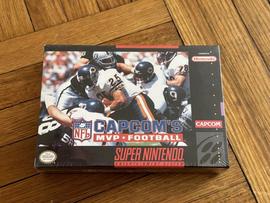 Nintendo
NFL
CAPCOM'S
MVP • FOOTBALL
CAPCOM
SUPER NINTENDO